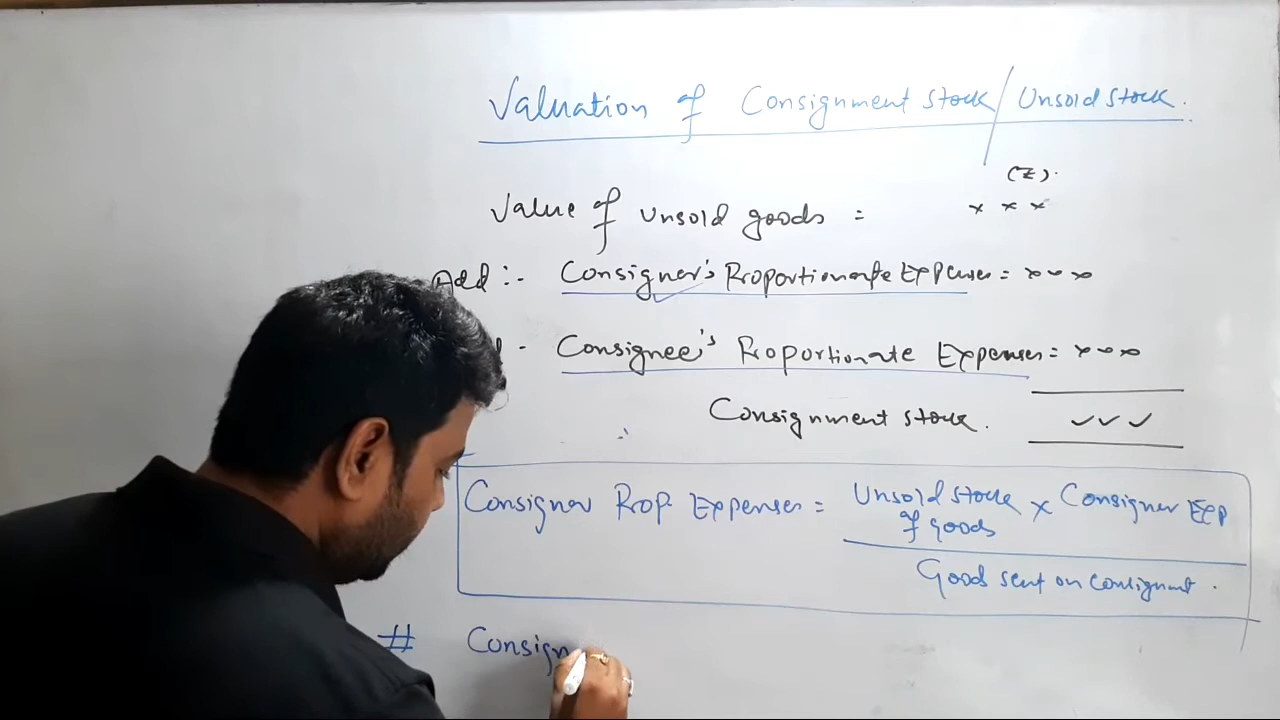 Valuation of Consignment stock / Unsold stock.
(₹).
Value of unsold goods = x x x
Add :- Consigner's Proportionate Expenses = x x x
- Consignee's Proportionate Expenses = x x x
Consignment stock. ✓✓✓
Consigner Prop. Expenses = Unsold stock of goods x Consigner Exp
Good sent on consignmt.
# Consign